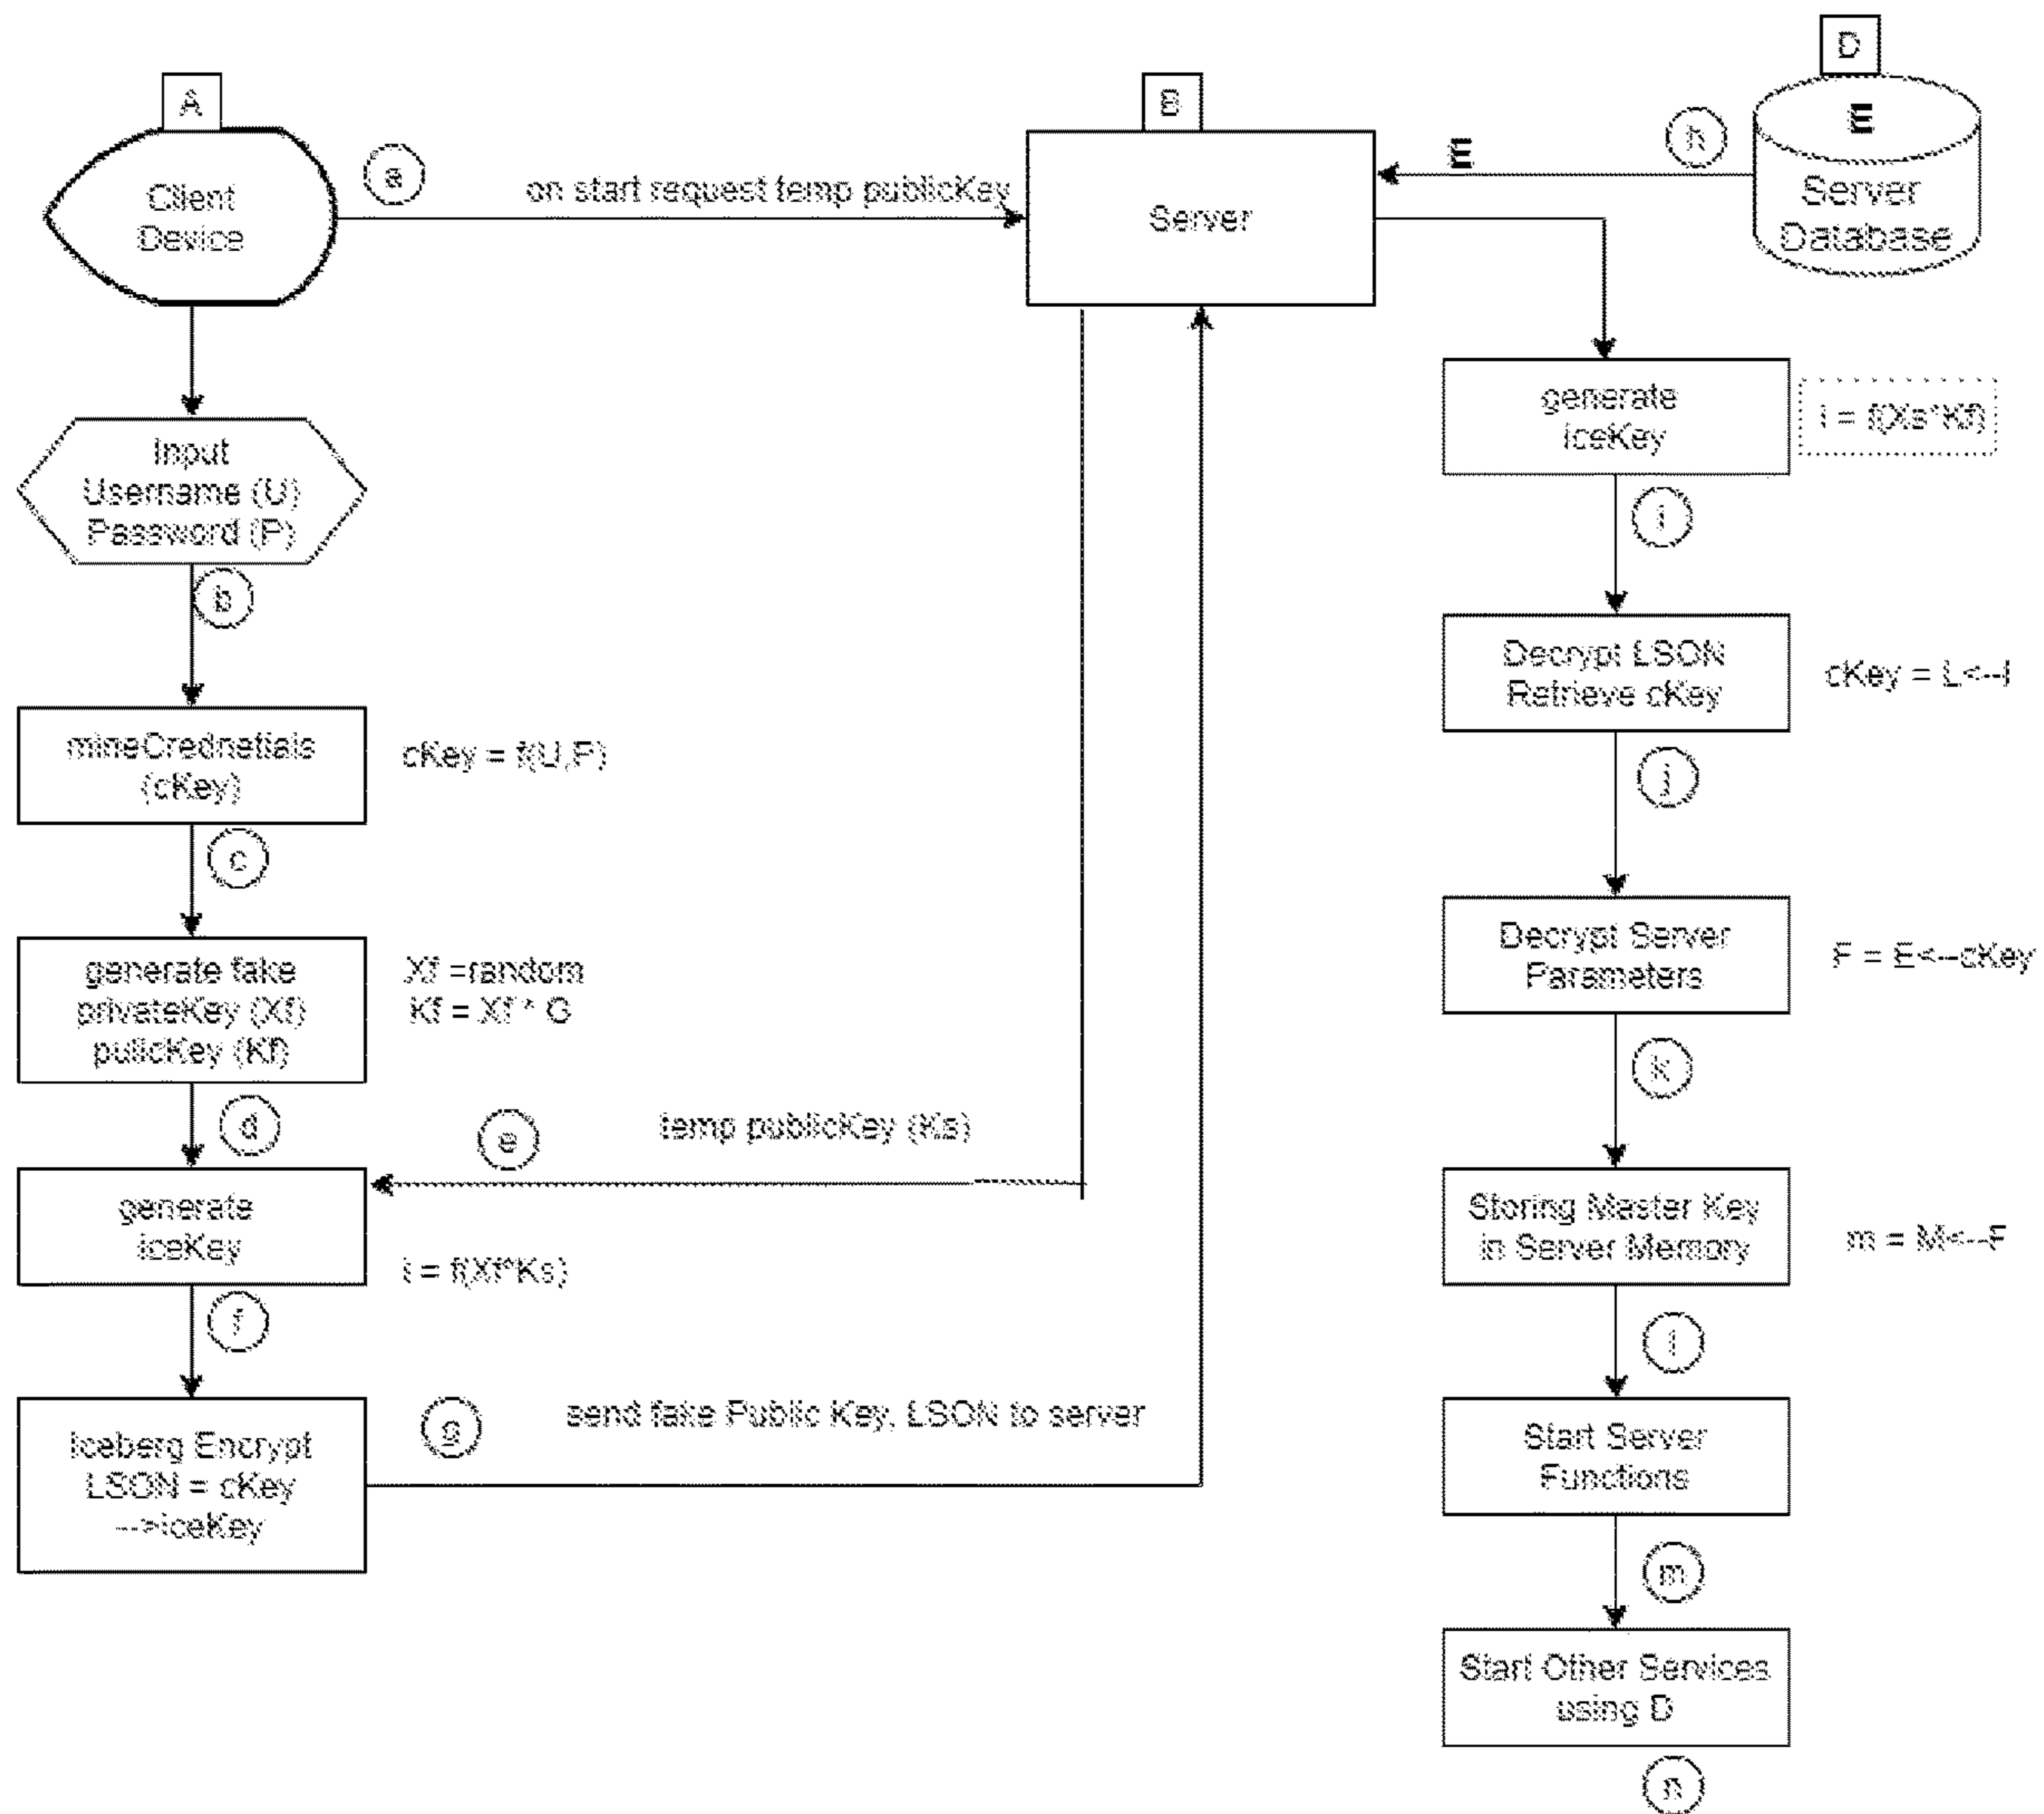 A
Client
Device
a
on start request temp publicKey
B
Server
E
h
D
E
Server
Database
Input
Username (U)
Password (P)
b
mineCrednetials
(cKey)
cKey = f(U,P)
c
generate fake
privateKey (Xf)
pulicKey (Kf)
Xf =random
Kf = Xf * G
d
e
temp publicKey (Ks)
generate
iceKey
i = f(Xf*Ks)
f
Iceberg Encrypt
LSON = cKey
-->iceKey
g
send fake Public Key, LSON to server
generate
iceKey
i = f(Xs*Kf)
i
Decrypt LSON
Retrieve cKey
cKey = L<--I
j
Decrypt Server
Parameters
F = E<--cKey
k
Storing Master Key
in Server Memory
m = M<--F
l
Start Server
Functions
m
Start Other Services
using D
n